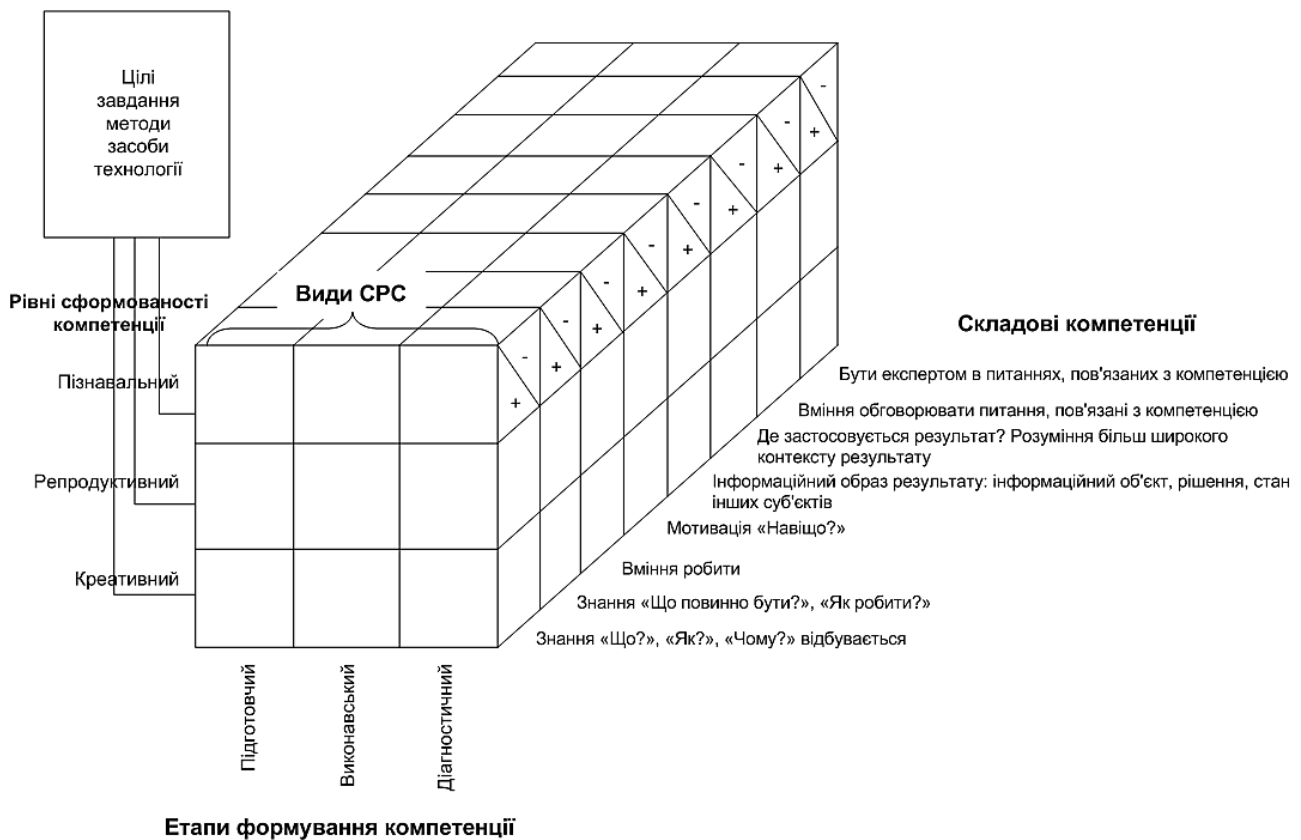 Цілі
завдання
методи
засоби
технології
Рівні сформованості
компетенції
Види СРС
Складові компетенції
Пізнавальний
Репродуктивний
Креативний
- + - + - + - + - + - + - + - +
Бути експертом в питаннях, пов'язаних з компетенцією
Вміння обговорювати питання, пов'язані з компетенцією
Де застосовується результат? Розуміння більш широкого
контексту результату
Інформаційний образ результату: інформаційний об'єкт, рішення, стан
інших суб'єктів
Мотивація «Навіщо?»
Вміння робити
Знання «Що повинно бути?», «Як робити?»
Знання «Що?», «Як?», «Чому?» відбувається
Підготовчий
Виконавський
Діагностичний
Етапи формування компетенції